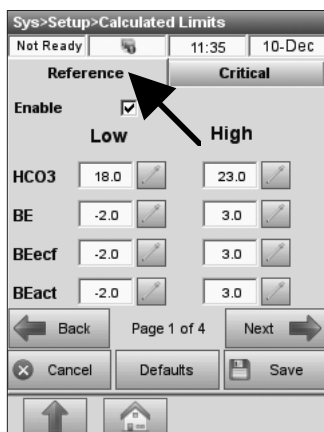 Sys>Setup>Calculated Limits
Not Ready 11:35 10-Dec
Reference Critical
Enable
Low High
HCO3 18.0 23.0
BE -2.0 3.0
BEecf -2.0 3.0
BEact -2.0 3.0
Back Page 1 of 4 Next
Cancel Defaults Save